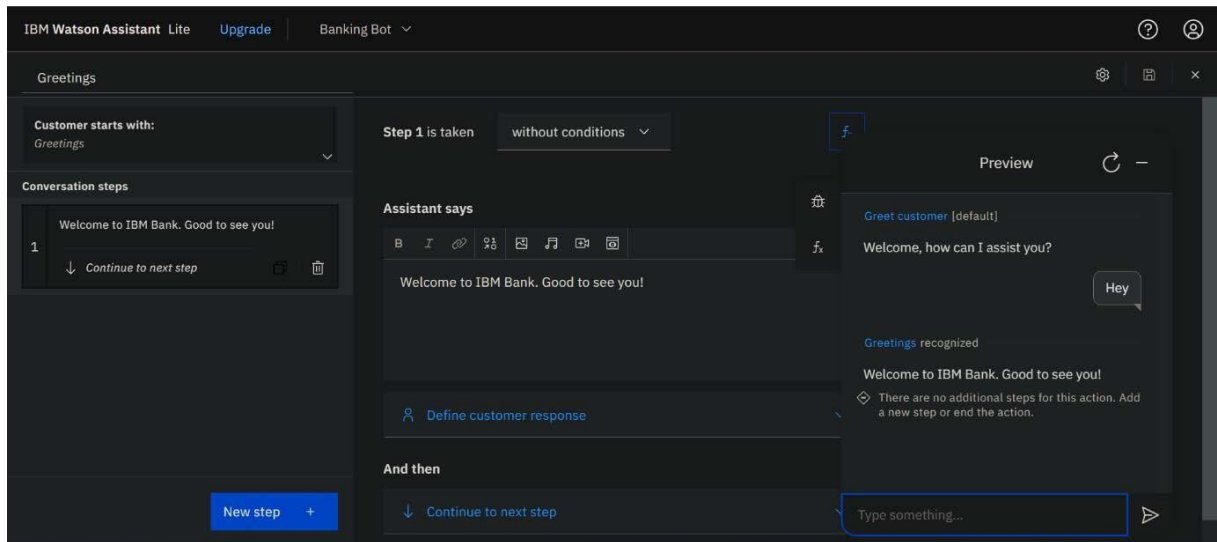 IBM Watson Assistant Lite Upgrade Banking Bot
Greetings
Customer starts with:
Greetings
Conversation steps
1
Welcome to IBM Bank. Good to see you!
Continue to next step
New step +
Step 1 is taken without conditions
Assistant says
B I
Welcome to IBM Bank. Good to see you!
Define customer response
And then
Continue to next step
fx
Preview
Greet customer [default]
Welcome, how can I assist you?
Hey
Greetings recognized
Welcome to IBM Bank. Good to see you!
There are no additional steps for this action. Add
a new step or end the action.
Type something...